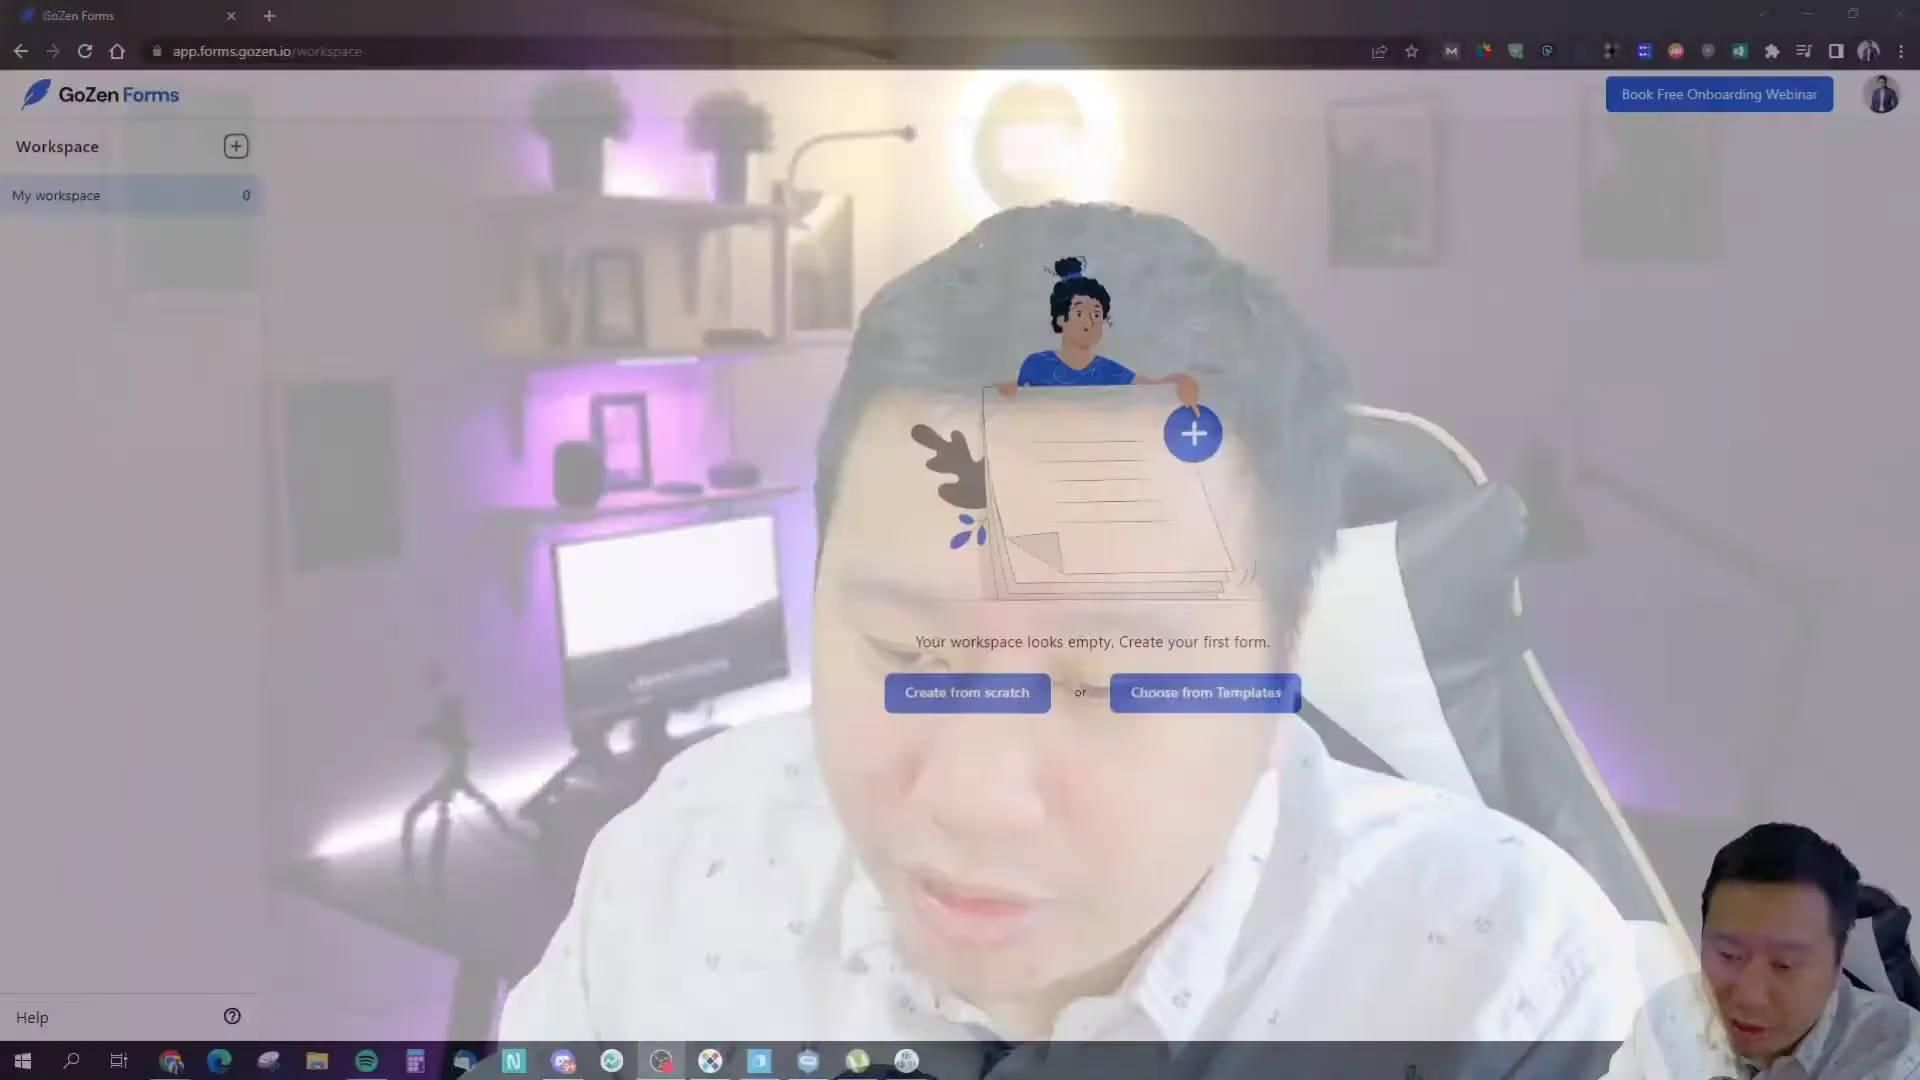 GoZen Forms
app.forms.gozen.io/workspace
GoZen Forms
Book Free Onboarding Webinar
Workspace
My workspace 0
Your workspace looks empty. Create your first form.
Create from scratch or Choose from Templates
Help